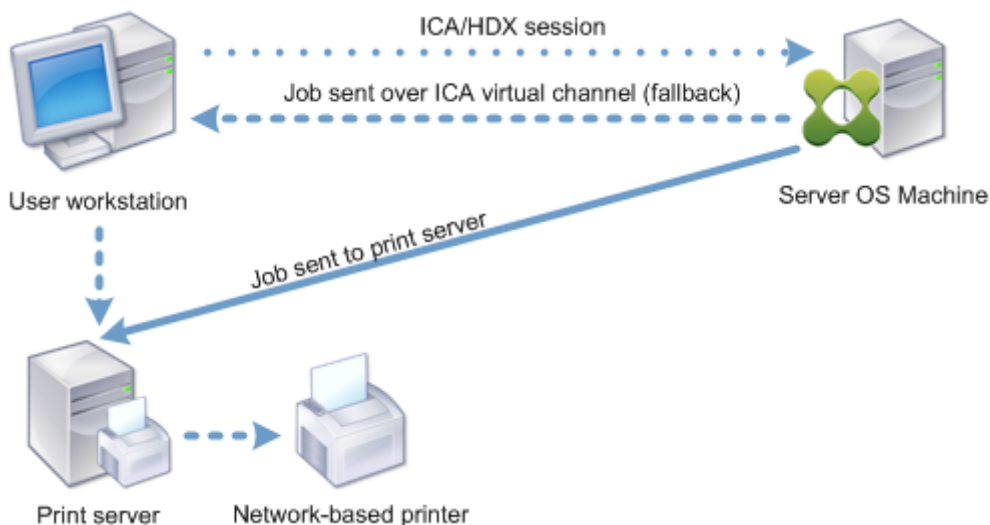 ICA/HDX session
Job sent over ICA virtual channel (fallback)
User workstation
Server OS Machine
Job sent to print server
Print server
Network-based printer